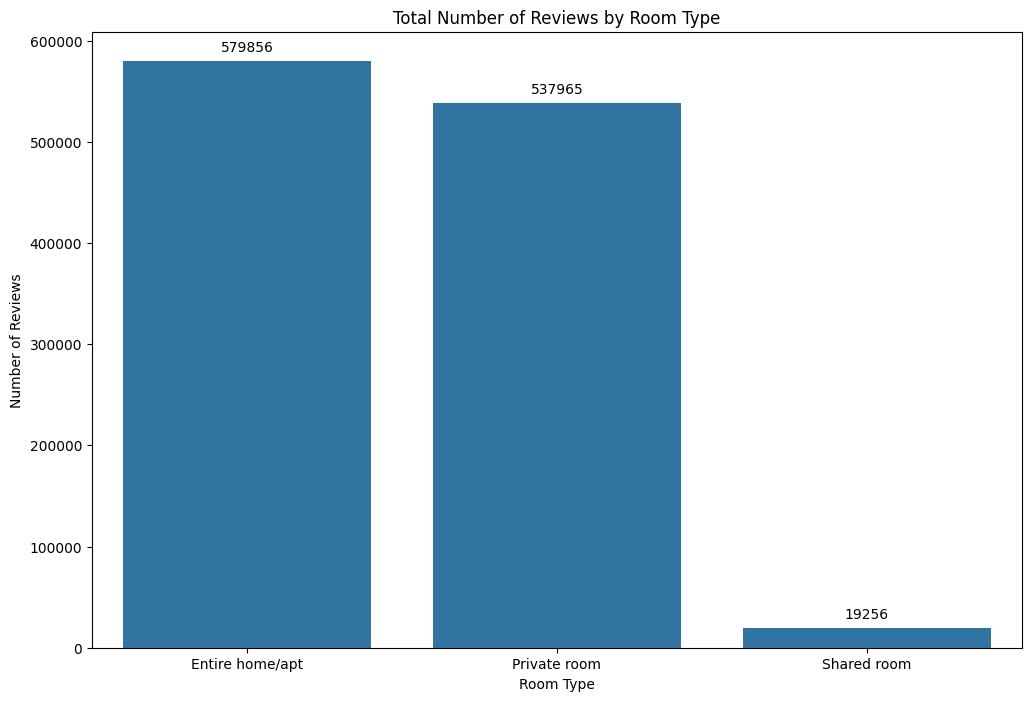 Total Number of Reviews by Room Type
600000
500000
400000
300000
200000
100000
0
Number of Reviews
579856
537965
19256
Entire home/apt
Private room
Shared room
Room Type